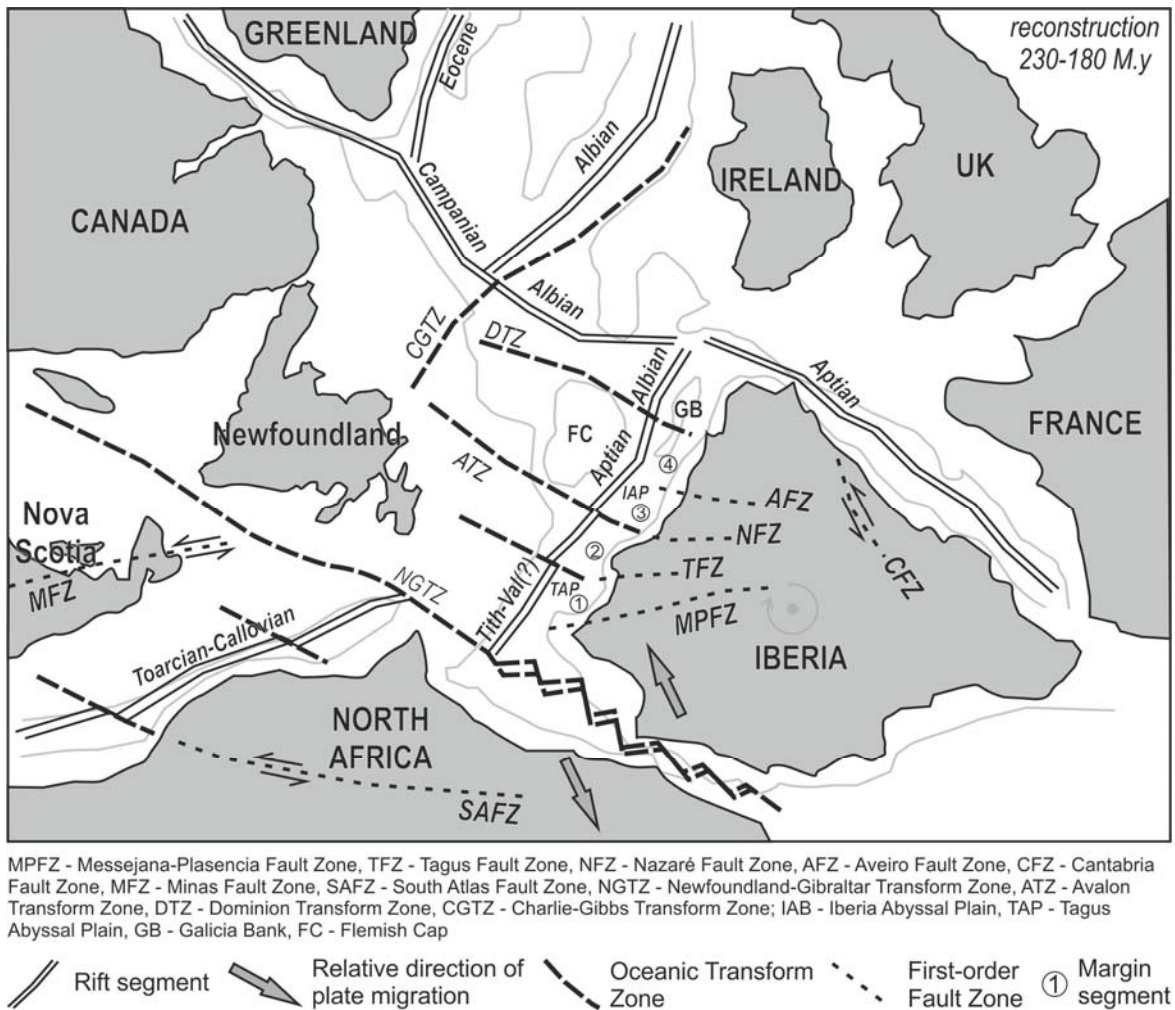 GREENLAND
Eocene
reconstruction
230-180 M.y
Albian
IRELAND
UK
CANADA
Campanian
Albian
CGTZ
DTZ
Albian
GB
Aptian
FRANCE
FC
Newfoundland
ATZ
Aptian
④
IAP
③
AFZ
NFZ
CFZ
Nova
Scotia
MFZ
②
TFZ
TAP
①
MPFZ
NGTZ
Tith-Val(?)
IBERIA
Toarcian-Callovian
NORTH
AFRICA
SAFZ
MPFZ - Messejana-Plasencia Fault Zone, TFZ - Tagus Fault Zone, NFZ - Nazaré Fault Zone, AFZ - Aveiro Fault Zone, CFZ - Cantabria
Fault Zone, MFZ - Minas Fault Zone, SAFZ - South Atlas Fault Zone, NGTZ - Newfoundland-Gibraltar Transform Zone, ATZ - Avalon
Transform Zone, DTZ - Dominion Transform Zone, CGTZ - Charlie-Gibbs Transform Zone; IAB - Iberia Abyssal Plain, TAP - Tagus
Abyssal Plain, GB - Galicia Bank, FC - Flemish Cap
Rift segment
Relative direction of
plate migration
Oceanic Transform
Zone
First-order
Fault Zone
① Margin
segment